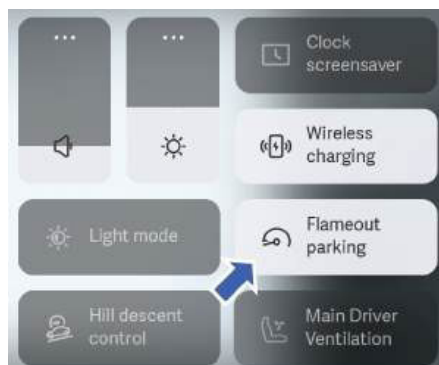 Clock
screensaver
Wireless
charging
Light mode
Flameout
parking
Hill descent
control
Main Driver
Ventilation